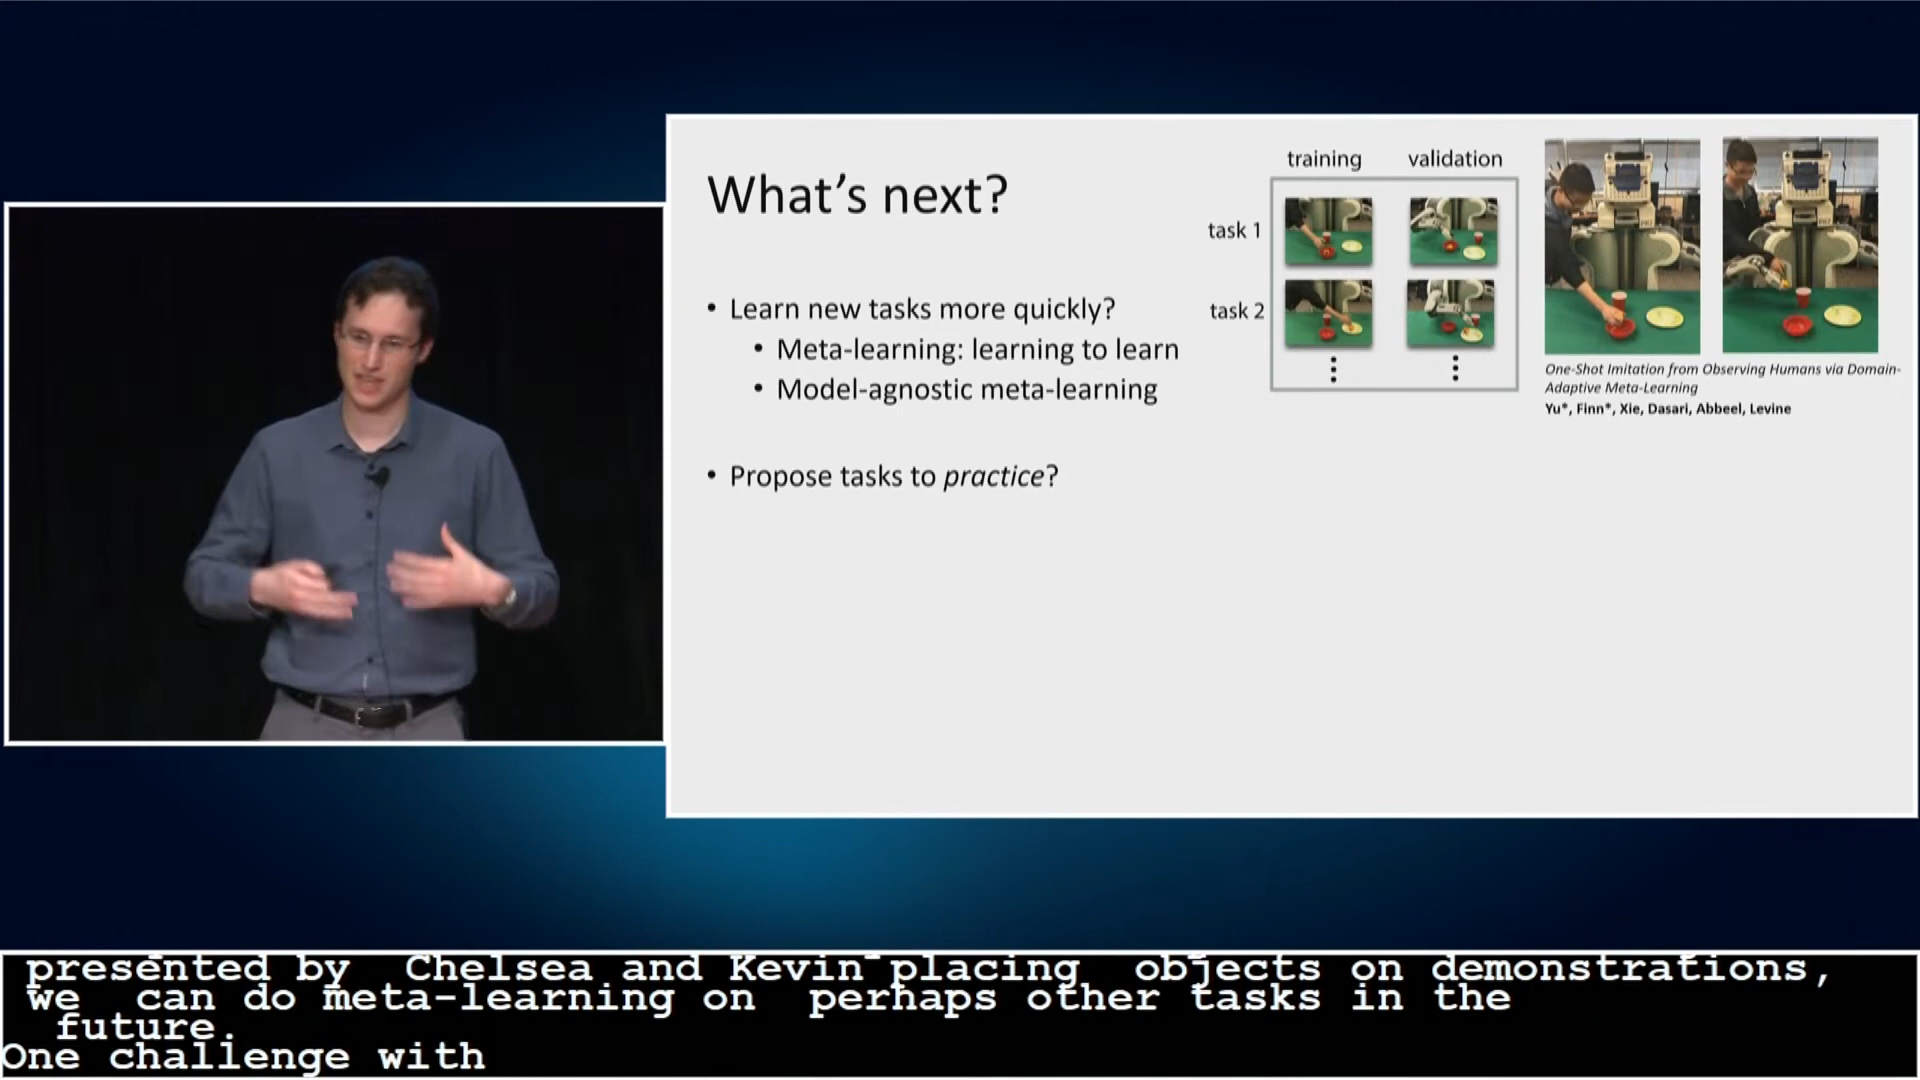 What's next?
training validation
task 1
task 2
• Learn new tasks more quickly?
• Meta-learning: learning to learn
• Model-agnostic meta-learning
• Propose tasks to practice?
One-Shot Imitation from Observing Humans via Domain-
Adaptive Meta-Learning
Yu*, Finn*, Xie, Dasari, Abbeel, Levine
presented by Chelsea and Kevin placing objects on demonstrations,
we can do meta-learning on perhaps other tasks in the
future.
One challenge with